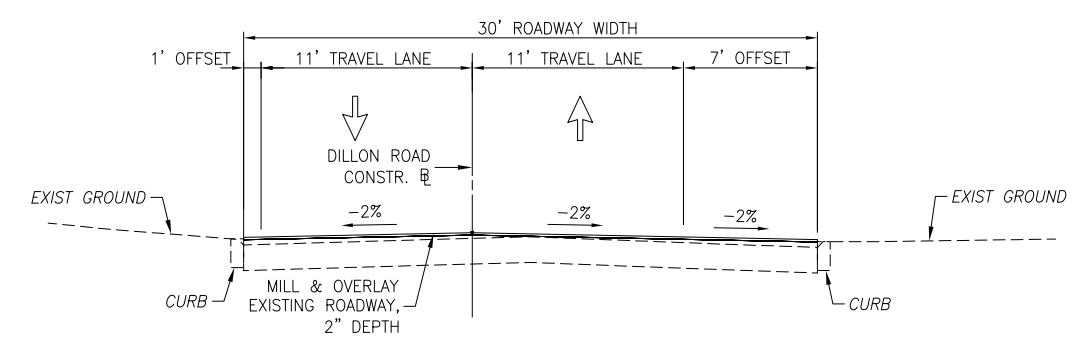 30' ROADWAY WIDTH
1' OFFSET
11' TRAVEL LANE
11' TRAVEL LANE
7' OFFSET
DILLON ROAD
CONSTR. BL
EXIST GROUND
EXIST GROUND
-2%
-2%
-2%
MILL & OVERLAY
EXISTING ROADWAY,
2" DEPTH
CURB
CURB